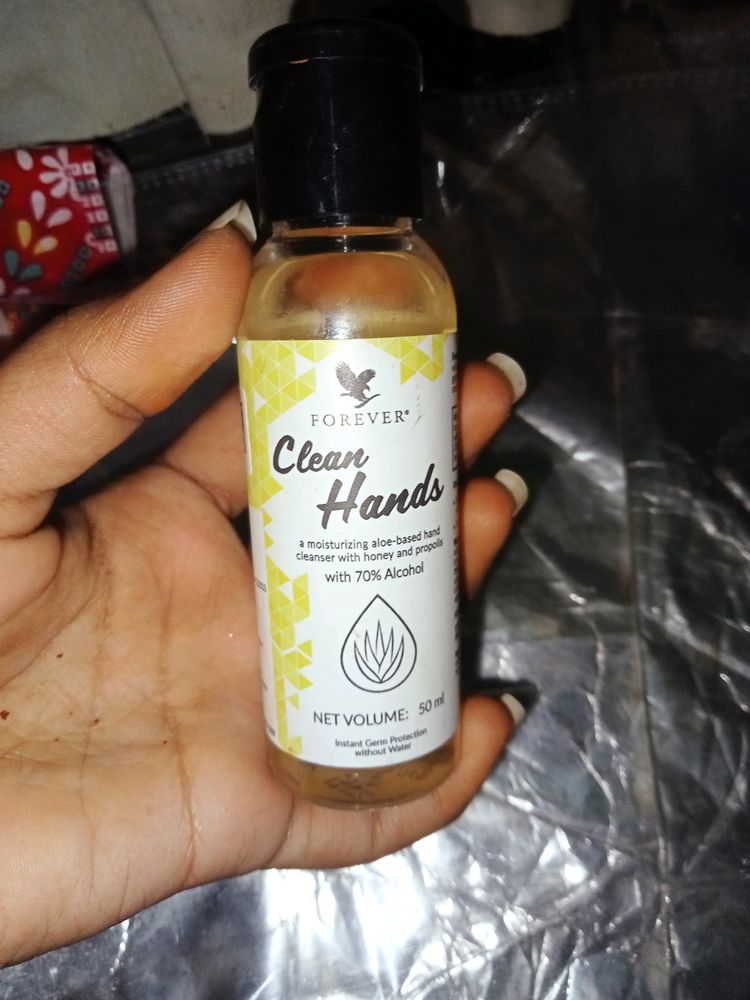 FOREVER®
Clean
Hands
a moisturizing aloe-based hand
cleanser with honey and propolis
with 70% Alcohol
NET VOLUME: 50 ml
Instant Germ Protection
without Water